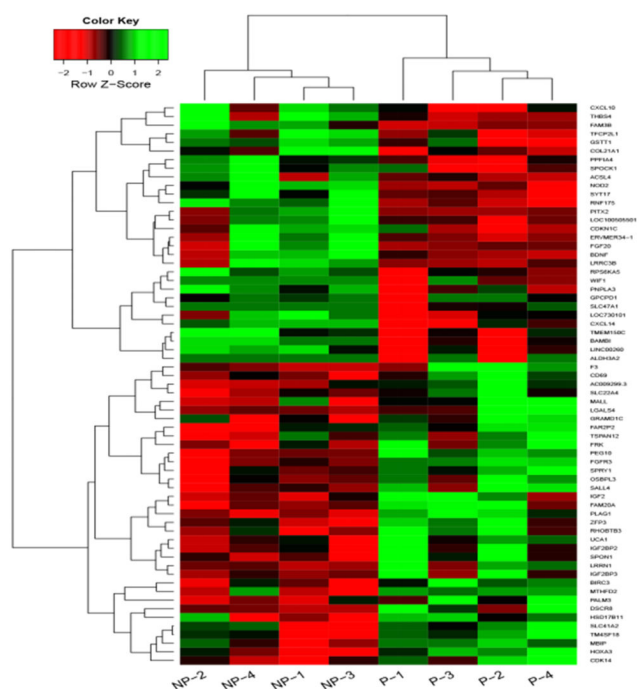 Color Key
-2 -1 0 1 2
Row Z-Score
CXCL10
THBS4
FAM3B
TFCP2L1
GSTT1
COL21A1
PPFIA4
SPOCK1
ACSL4
NOD2
SYT17
RNF175
PITX2
LOC100505501
CDKN1C
ERVMER34-1
FGF20
BDNF
LRRC3B
RPS6KA5
WIF1
PNPLA3
GPCPD1
SLC47A1
LOC730101
CXCL14
TMEM158C
BAMBI
LINC00260
ALDH3A2
F3
CD69
AC009299.3
SLC22A4
MALL
LGALS4
GRAMD1C
FAR2P2
TSPAN12
FRK
PEG10
FGFR3
SPRY1
OSBPL3
SALL4
IGF2
FAM20A
PLAG1
ZFP3
RHOBTB3
UCA1
IGF2BP2
SPON1
LRRN1
IGF2BP3
BIRC3
MTHFD2
PALM3
DSCR8
HSD17B11
SLC41A2
TM4SF18
MBIP
HOXA3
CDK14
NP-2 NP-4 NP-1 NP-3 P-1 P-3 P-2 P-4